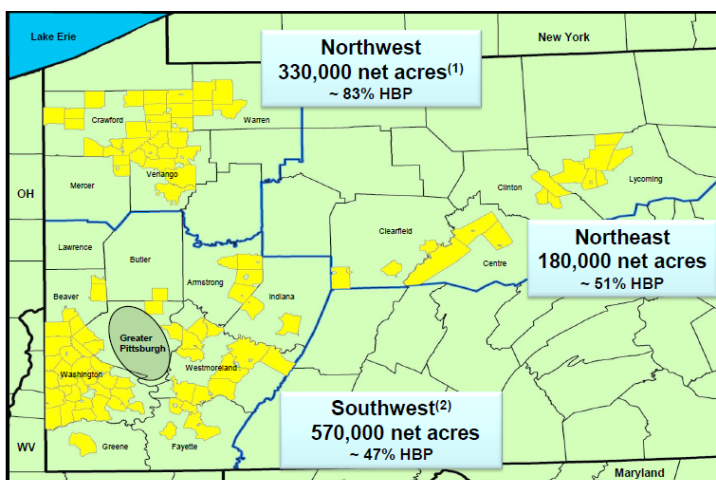 Lake Erie
New York
Northwest
330,000 net acres(1)
~ 83% HBP
Crawford
Warren
Mercer
Venango
OH
Lycoming
Clinton
Clearfield
Centre
Northeast
180,000 net acres
~ 51% HBP
Lawrence
Butler
Armstrong
Indiana
Beaver
Greater
Pittsburgh
Washington
Westmoreland
Southwest(2)
570,000 net acres
~ 47% HBP
WV
Greene
Fayette
Maryland